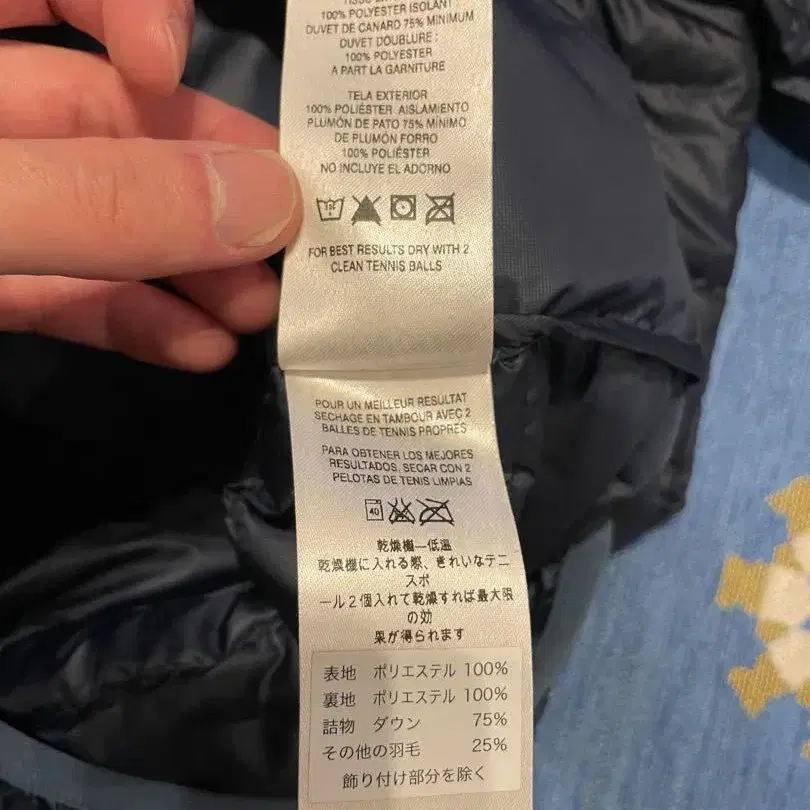 100% POLYESTER ISOLANT
DUVET DE CANARD 75% MINIMUM
DUVET DOUBLURE :
100% POLYESTER
A PART LA GARNITURE
TELA EXTERIOR
100% POLIÉSTER AISLAMIENTO
PLUMÓN DE PATO 75% MÍNIMO
DE PLUMÓN FORRO
100% POLIÉSTER
NO INCLUYE EL ADORNO
FOR BEST RESULTS DRY WITH 2
CLEAN TENNIS BALLS
POUR UN MEILLEUR RESULTAT
SECHAGE EN TAMBOUR AVEC 2
BALLES DE TENNIS PROPRES
PARA OBTENER LOS MEJORES
RESULTADOS, SECAR CON 2
PELOTAS DE TENIS LIMPIAS
40
乾燥機—低温
乾燥機に入れる際、きれいなテニ
スボ
ール2個入れて乾燥すれば最大限
の効
果が得られます
表地 ポリエステル 100%
裏地 ポリエステル 100%
詰物 ダウン 75%
その他の羽毛 25%
飾り付け部分を除く